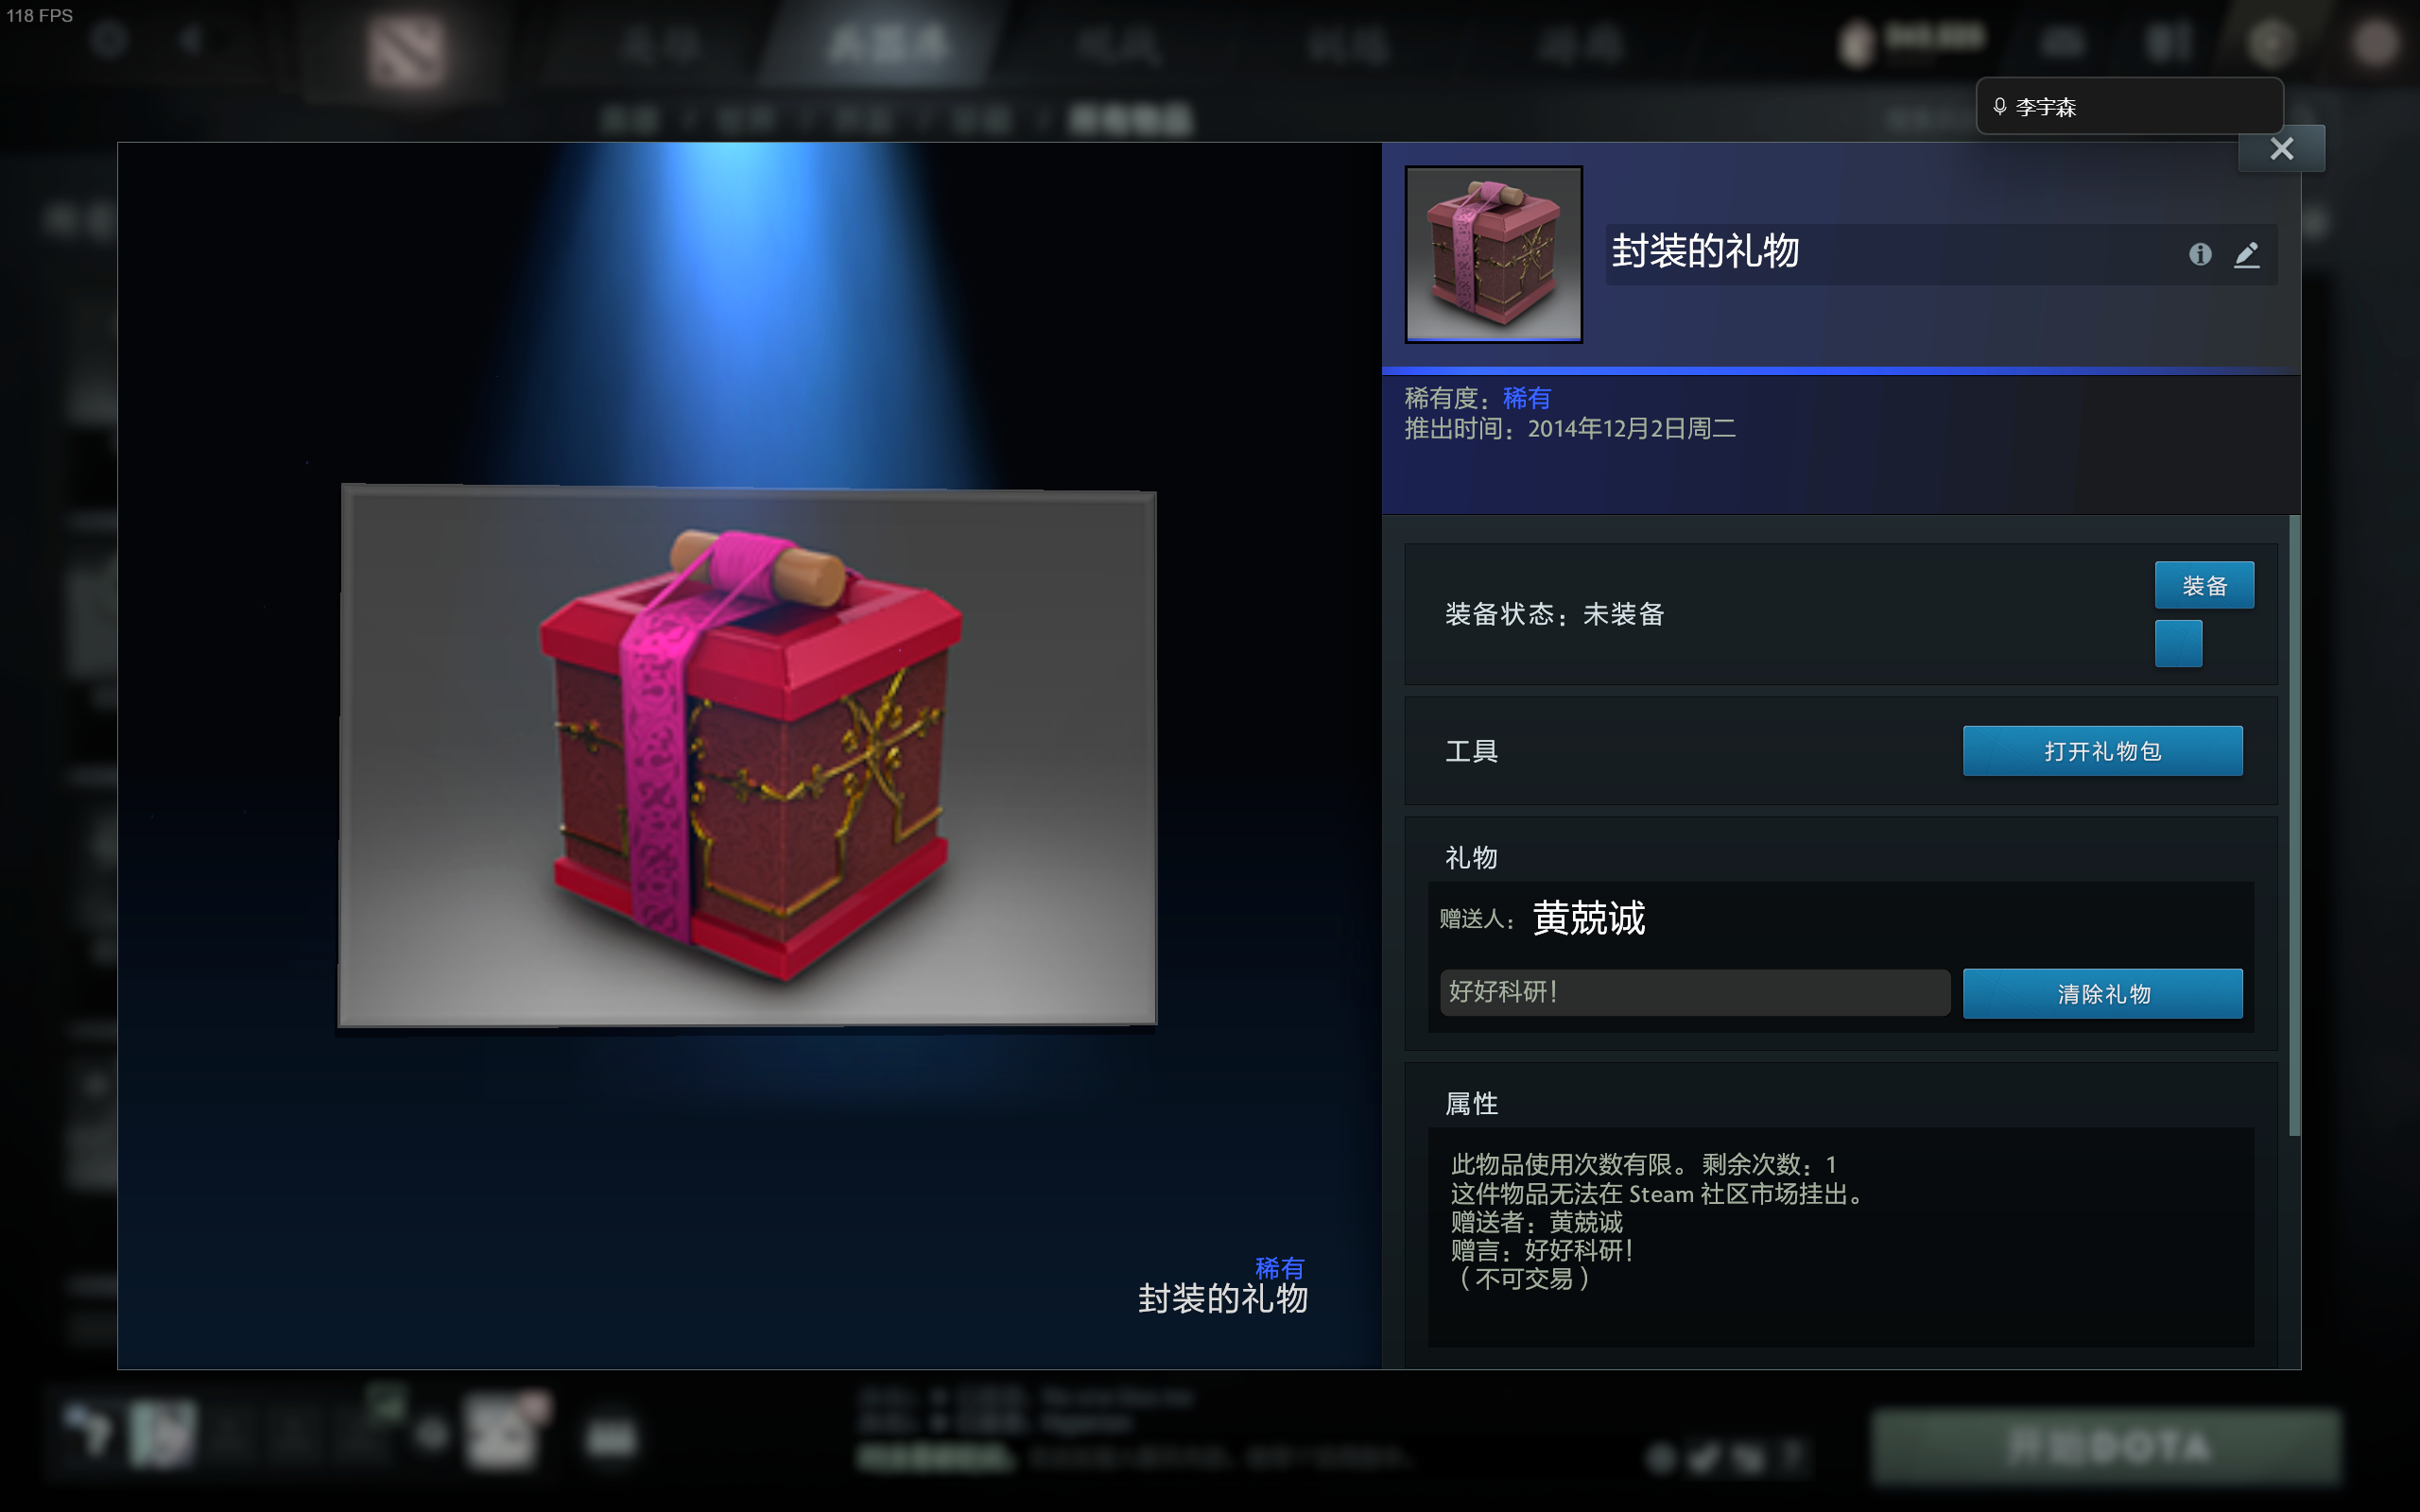 118 FPS
李宇森
封装的礼物
稀有度：稀有
推出时间：2014年12月2日周二
装备状态：未装备
装备
工具
打开礼物包
礼物
赠送人：黄兢诚
好好科研！
清除礼物
属性
此物品使用次数有限。 剩余次数：1
这件物品无法在 Steam 社区市场挂出。
赠送者：黄兢诚
赠言：好好科研！
（不可交易）
稀有
封装的礼物
开始DOTA